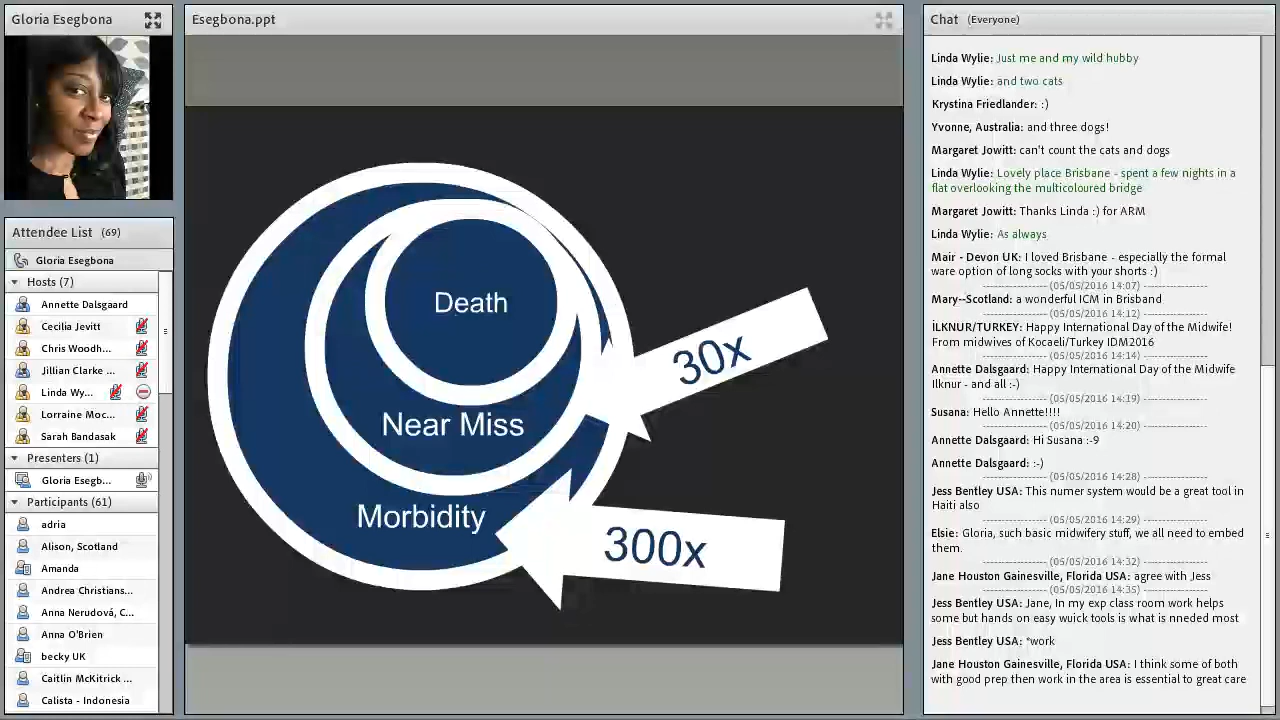 Gloria Esegbona
Attendee List (69)
Gloria Esegbona
Hosts (7)
Annette Dalsgaard
Cecilia Jevitt
Chris Woodh...
Jillian Clarke ...
Linda Wy...
Lorraine Moc...
Sarah Bandasak
Presenters (1)
Gloria Esegb...
Participants (61)
adria
Alison, Scotland
Amanda
Andrea Christians...
Anna Nerudová, C...
Anna O'Brien
becky UK
Caitlin McKitrick ...
Calista - Indonesia
Esegbona.ppt
Death
30x
Near Miss
Morbidity
300x
Chat (Everyone)
Linda Wylie: Just me and my wild hubby
Linda Wylie: and two cats
Krystina Friedlander: :)
Yvonne, Australia: and three dogs!
Margaret Jowitt: can't count the cats and dogs
Linda Wylie: Lovely place Brisbane - spent a few nights in a
flat overlooking the multicoloured bridge
Margaret Jowitt: Thanks Linda :) for ARM
Linda Wylie: As always
Mair - Devon UK: I loved Brisbane - especially the formal
ware option of long socks with your shorts :)
------------------ (05/05/2016 14:07) ------------------
Mary--Scotland: a wonderful ICM in Brisband
------------------ (05/05/2016 14:12) ------------------
İLKNUR/TURKEY: Happy International Day of the Midwife!
From midwives of Kocaeli/Turkey IDM2016
------------------ (05/05/2016 14:14) ------------------
Annette Dalsgaard: Happy International Day of the Midwife
Ilknur - and all :-)
------------------ (05/05/2016 14:19) ------------------
Susana: Hello Annette!!!!
------------------ (05/05/2016 14:20) ------------------
Annette Dalsgaard: Hi Susana :-9
Annette Dalsgaard: :-)
------------------ (05/05/2016 14:28) ------------------
Jess Bentley USA: This numer system would be a great tool in
Haiti also
------------------ (05/05/2016 14:29) ------------------
Elsie: Gloria, such basic midwifery stuff, we all need to embed
them.
------------------ (05/05/2016 14:32) ------------------
Jane Houston Gainesville, Florida USA: agree with Jess
------------------ (05/05/2016 14:35) ------------------
Jess Bentley USA: Jane, In my exp class room work helps
some but hands on easy wuick tools is what is nneded most
Jess Bentley USA: *work
Jane Houston Gainesville, Florida USA: I think some of both
with good prep then work in the area is essential to great care